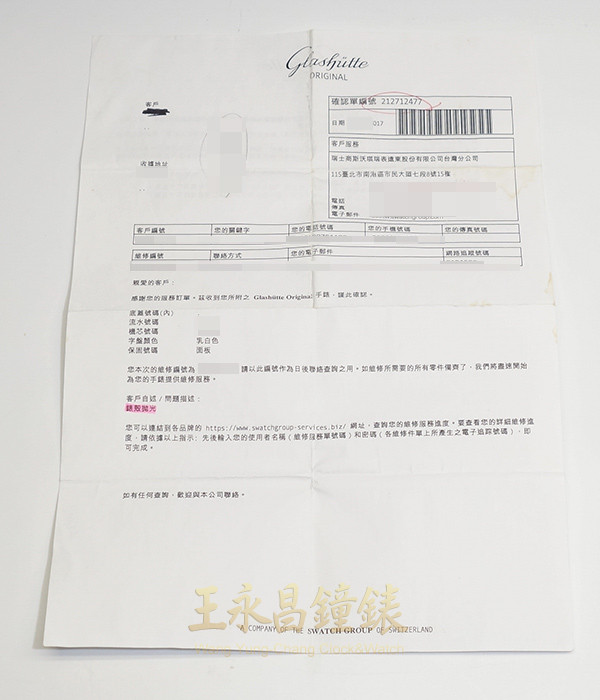 Glashütte
ORIGINAL
客戶
確認單編號 212712477
日期 017
客戶服務
收據地址
瑞士商斯沃琪瑞表遠東股份有限公司台灣分公司
115臺北市南港區市民大道七段8號15樓
電話
傳真
電子郵件 swatchgroup.com
客戶編號 您的關鍵字 您的電話號碼 您的手機號碼 您的傳真號碼
維修編號 聯絡方式 您的電子郵件 網路追蹤號碼
親愛的客戶:
感謝您的服務訂單。茲收到您所附之 Glashütte Original 手錶,謹此確認。
底蓋號碼(內)
流水號碼
機芯號碼
字盤顏色 乳白色
保固號碼 面板
您本次的維修編號為 請以此編號作為日後聯絡查詢之用。如維修所需要的所有零件備齊了,我們將盡速開始
為您的手錶提供維修服務。
客戶自述 / 問題描述:
錶殼拋光
您可以連結到各品牌的 https://www.swatchgroup-services.biz/ 網址,查詢您的維修服務進度。要查看您的詳細維修進
度,請依據以上指示:先後輸入您的使用者名稱(維修服務單號碼)和密碼(各維修件單上所產生之電子追踪號碼),即
可完成。
如有任何查詢,歡迎與本公司聯絡。
王永昌鐘錶
A COMPANY OF THE SWATCH GROUP OF SWITZERLAND